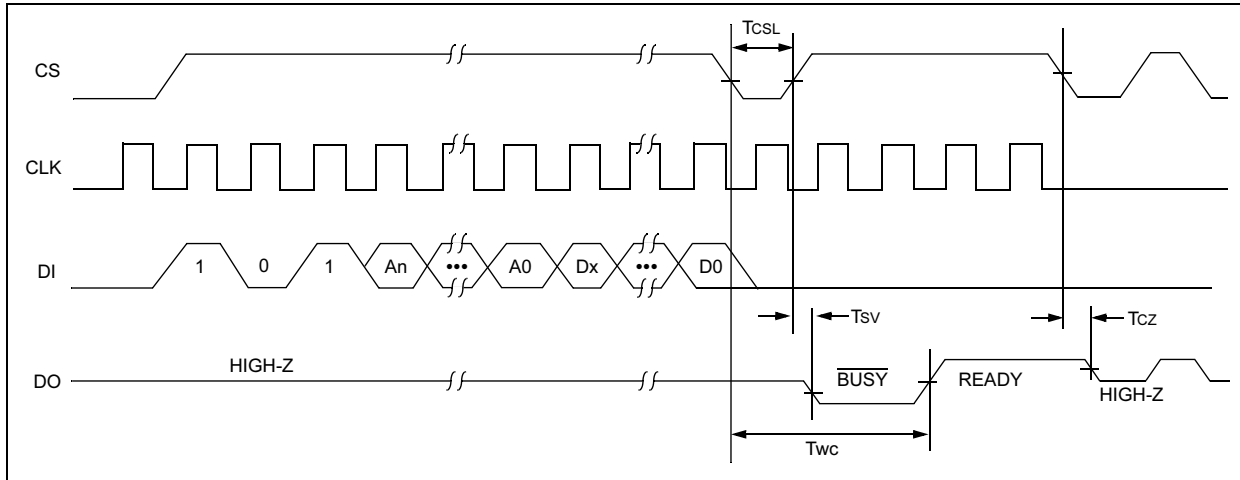 TCSL
CS
CLK
DI
1 0 1 An ••• A0 Dx ••• D0
TSV
TCZ
DO
HIGH-Z
BUSY
READY
HIGH-Z
TWC